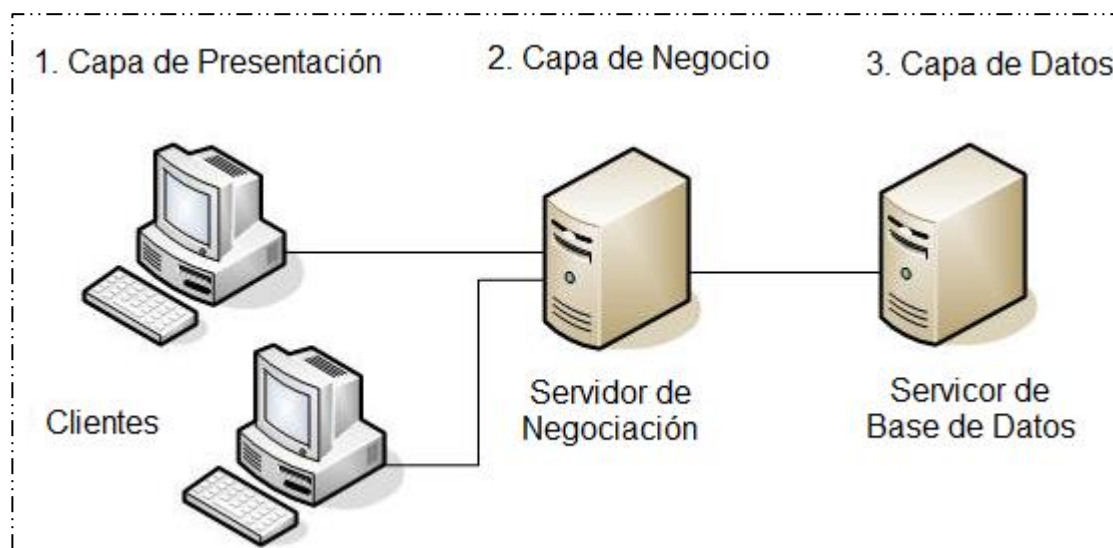 1. Capa de Presentación
2. Capa de Negocio
3. Capa de Datos
Clientes
Servidor de
Negociación
Servicor de
Base de Datos